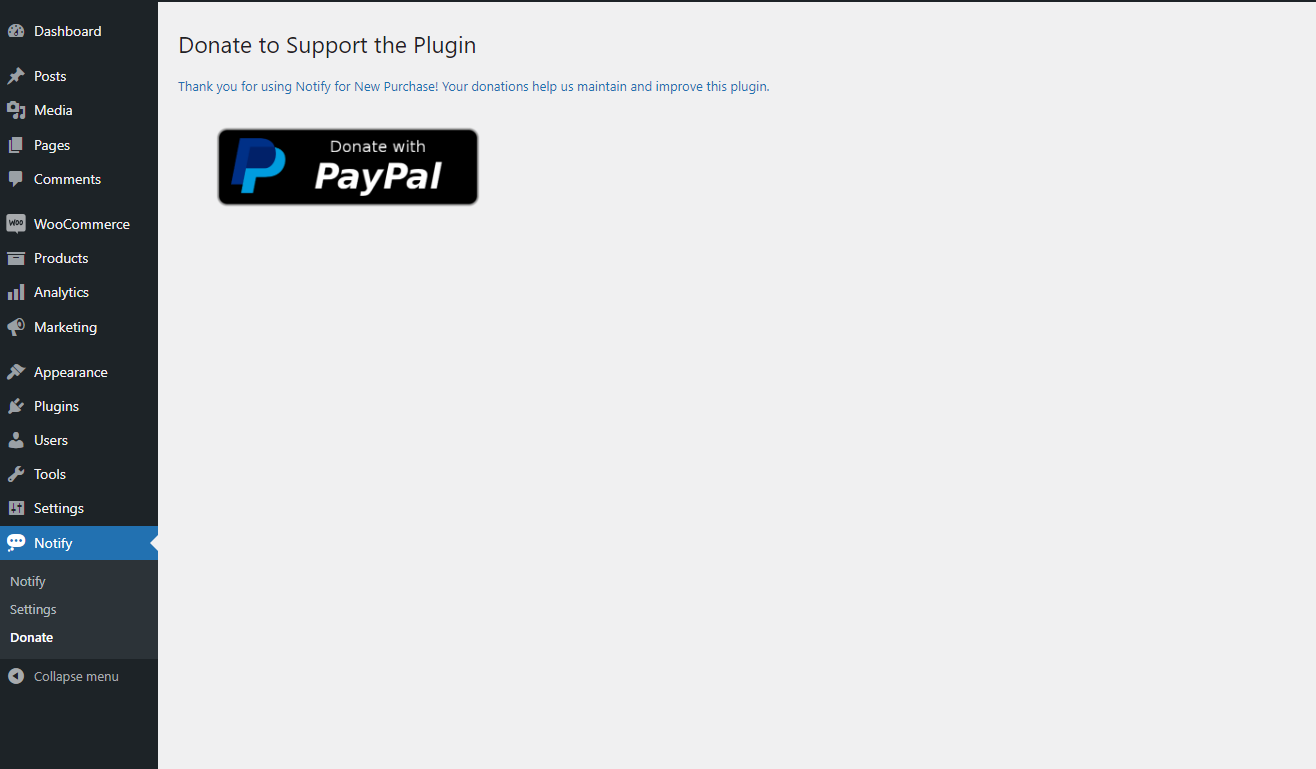 Dashboard
Posts
Media
Pages
Comments
Woo WooCommerce
Products
Analytics
Marketing
Appearance
Plugins
Users
Tools
Settings
Notify
Notify
Settings
Donate
Collapse menu
Donate to Support the Plugin
Thank you for using Notify for New Purchase! Your donations help us maintain and improve this plugin.
Donate with
PayPal